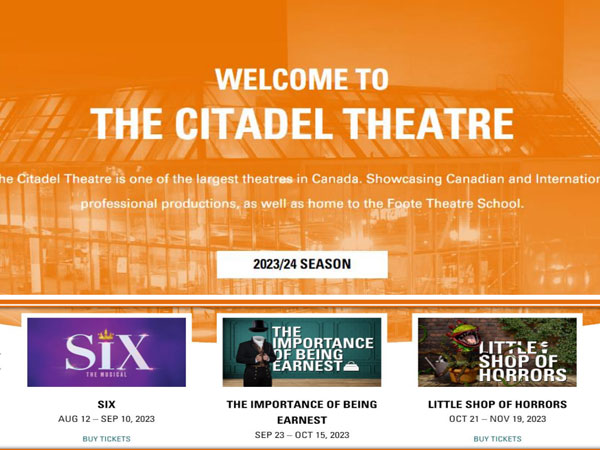 WELCOME TO
THE CITADEL THEATRE
he Citadel Theatre is one of the largest theatres in Canada. Showcasing Canadian and Internation
professional productions, as well as home to the Foote Theatre School.
2023/24 SEASON
SIX
THE MUSICAL
THE
IMPORTANCE
OF BEING
EARNEST
LITTLE
SHOP OF
HORRORS
SIX
AUG 12 – SEP 10, 2023
BUY TICKETS
THE IMPORTANCE OF BEING
EARNEST
SEP 23 – OCT 15, 2023
LITTLE SHOP OF HORRORS
OCT 21 – NOV 19, 2023
BUY TICKETS